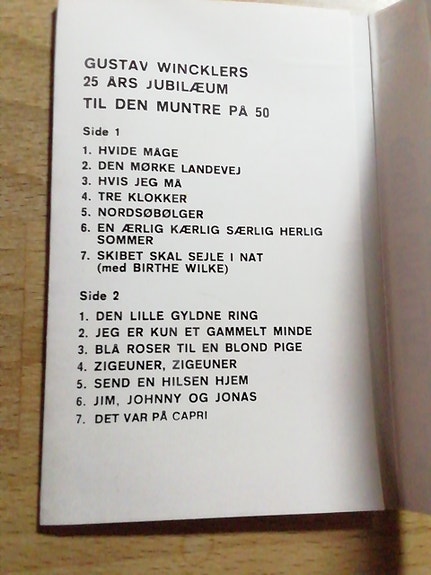 GUSTAV WINCKLERS
25 ÅRS JUBILÆUM
TIL DEN MUNTRE PÅ 50
Side 1
1. HVIDE MÅGE
2. DEN MØRKE LANDEVEJ
3. HVIS JEG MÅ
4. TRE KLOKKER
5. NORDSØBØLGER
6. EN ÆRLIG KÆRLIG SÆRLIG HERLIG
SOMMER
7. SKIBET SKAL SEJLE I NAT
(med BIRTHE WILKE)
Side 2
1. DEN LILLE GYLDNE RING
2. JEG ER KUN ET GAMMELT MINDE
3. BLÅ ROSER TIL EN BLOND PIGE
4. ZIGEUNER, ZIGEUNER
5. SEND EN HILSEN HJEM
6. JIM, JOHNNY OG JONAS
7. DET VAR PÅ CAPRI